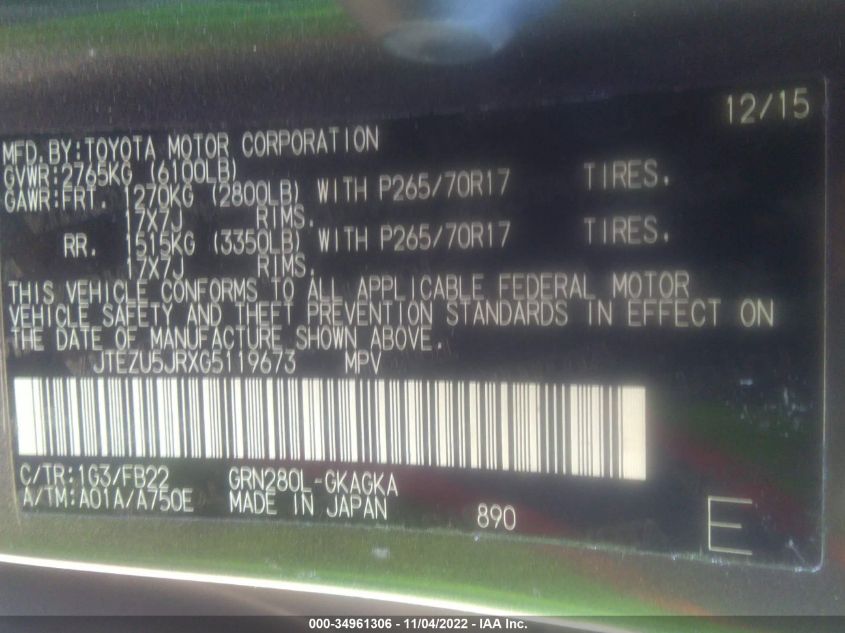 12/15
MFD.BY:TOYOTA MOTOR CORPORATION
GVWR:2765KG (6100LB)
GAWR:FRT. 1270KG (2800LB) WITH P265/70R17 TIRES.
17X7J RIMS.
RR. 1515KG (3350LB) WITH P265/70R17 TIRES.
17X7J RIMS.
THIS VEHICLE CONFORMS TO ALL APPLICABLE FEDERAL MOTOR
VEHICLE SAFETY AND THEFT PREVENTION STANDARDS IN EFFECT ON
THE DATE OF MANUFACTURE SHOWN ABOVE.
JTEZU5JRXG5119673 MPV
C/TR:1G3/FB22 GRN280L-GKAGKA
A/TM:A01A/A750E MADE IN JAPAN 890 E
000-34961306 - 11/04/2022 - IAA Inc.